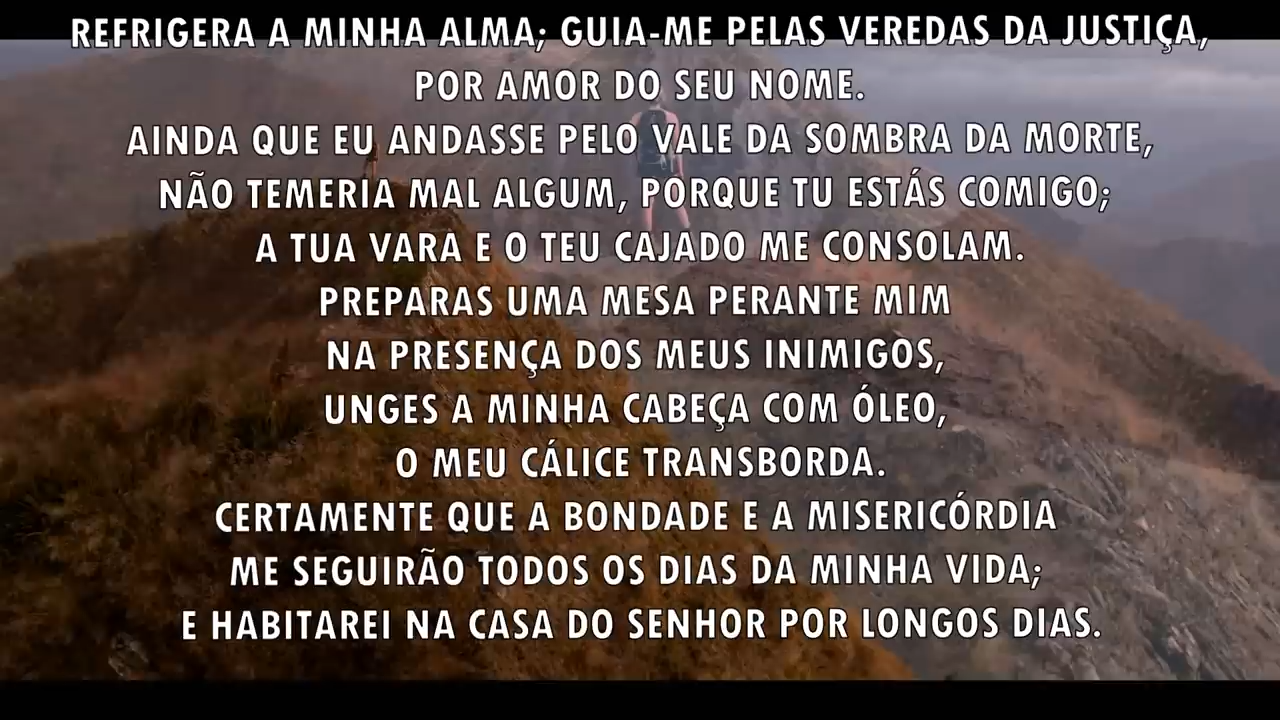 REFRIGERA A MINHA ALMA; GUIA-ME PELAS VEREDAS DA JUSTIÇA,
POR AMOR DO SEU NOME.
AINDA QUE EU ANDASSE PELO VALE DA SOMBRA DA MORTE,
NÃO TEMERIA MAL ALGUM, PORQUE TU ESTÁS COMIGO;
A TUA VARA E O TEU CAJADO ME CONSOLAM.
PREPARAS UMA MESA PERANTE MIM
NA PRESENÇA DOS MEUS INIMIGOS,
UNGES A MINHA CABEÇA COM ÓLEO,
O MEU CÁLICE TRANSBORDA.
CERTAMENTE QUE A BONDADE E A MISERICÓRDIA
ME SEGUIRÃO TODOS OS DIAS DA MINHA VIDA;
E HABITAREI NA CASA DO SENHOR POR LONGOS DIAS.